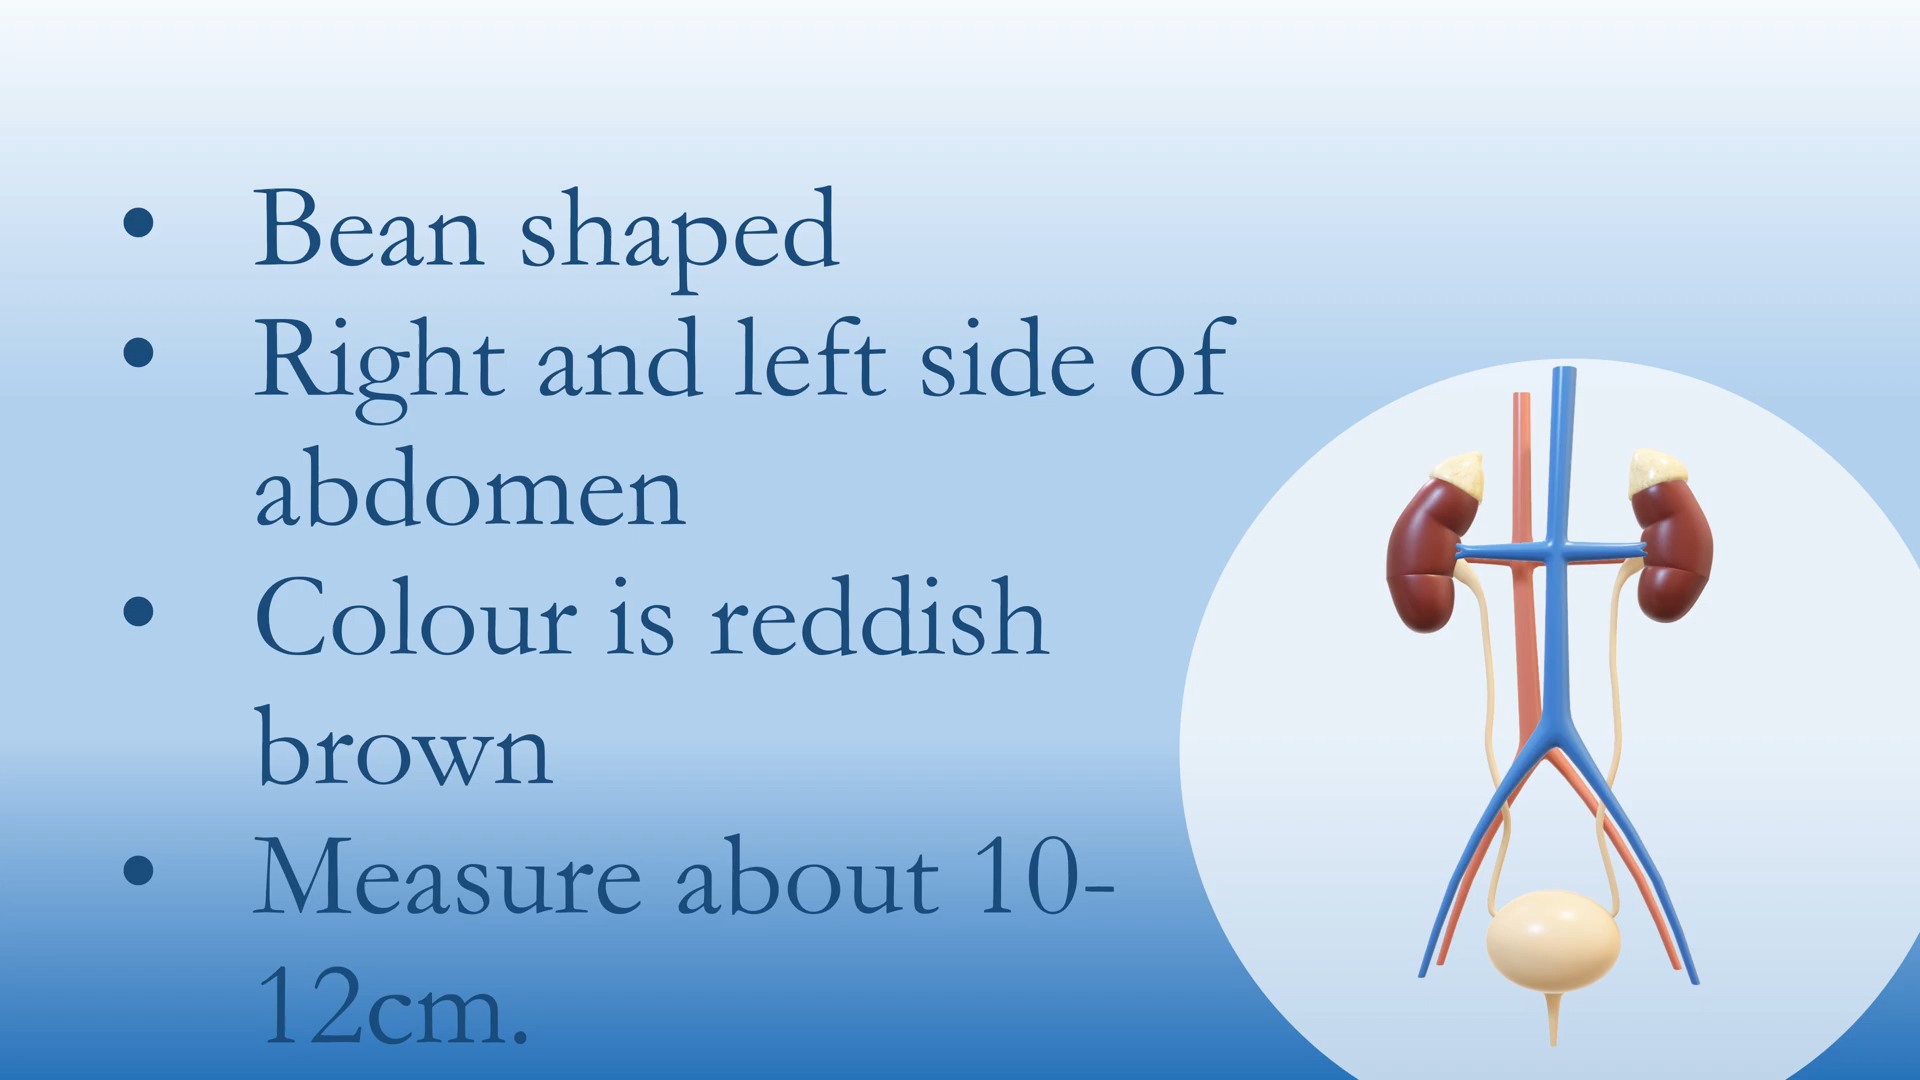 • Bean shaped
• Right and left side of
abdomen
• Colour is reddish
brown
• Measure about 10-
12cm.